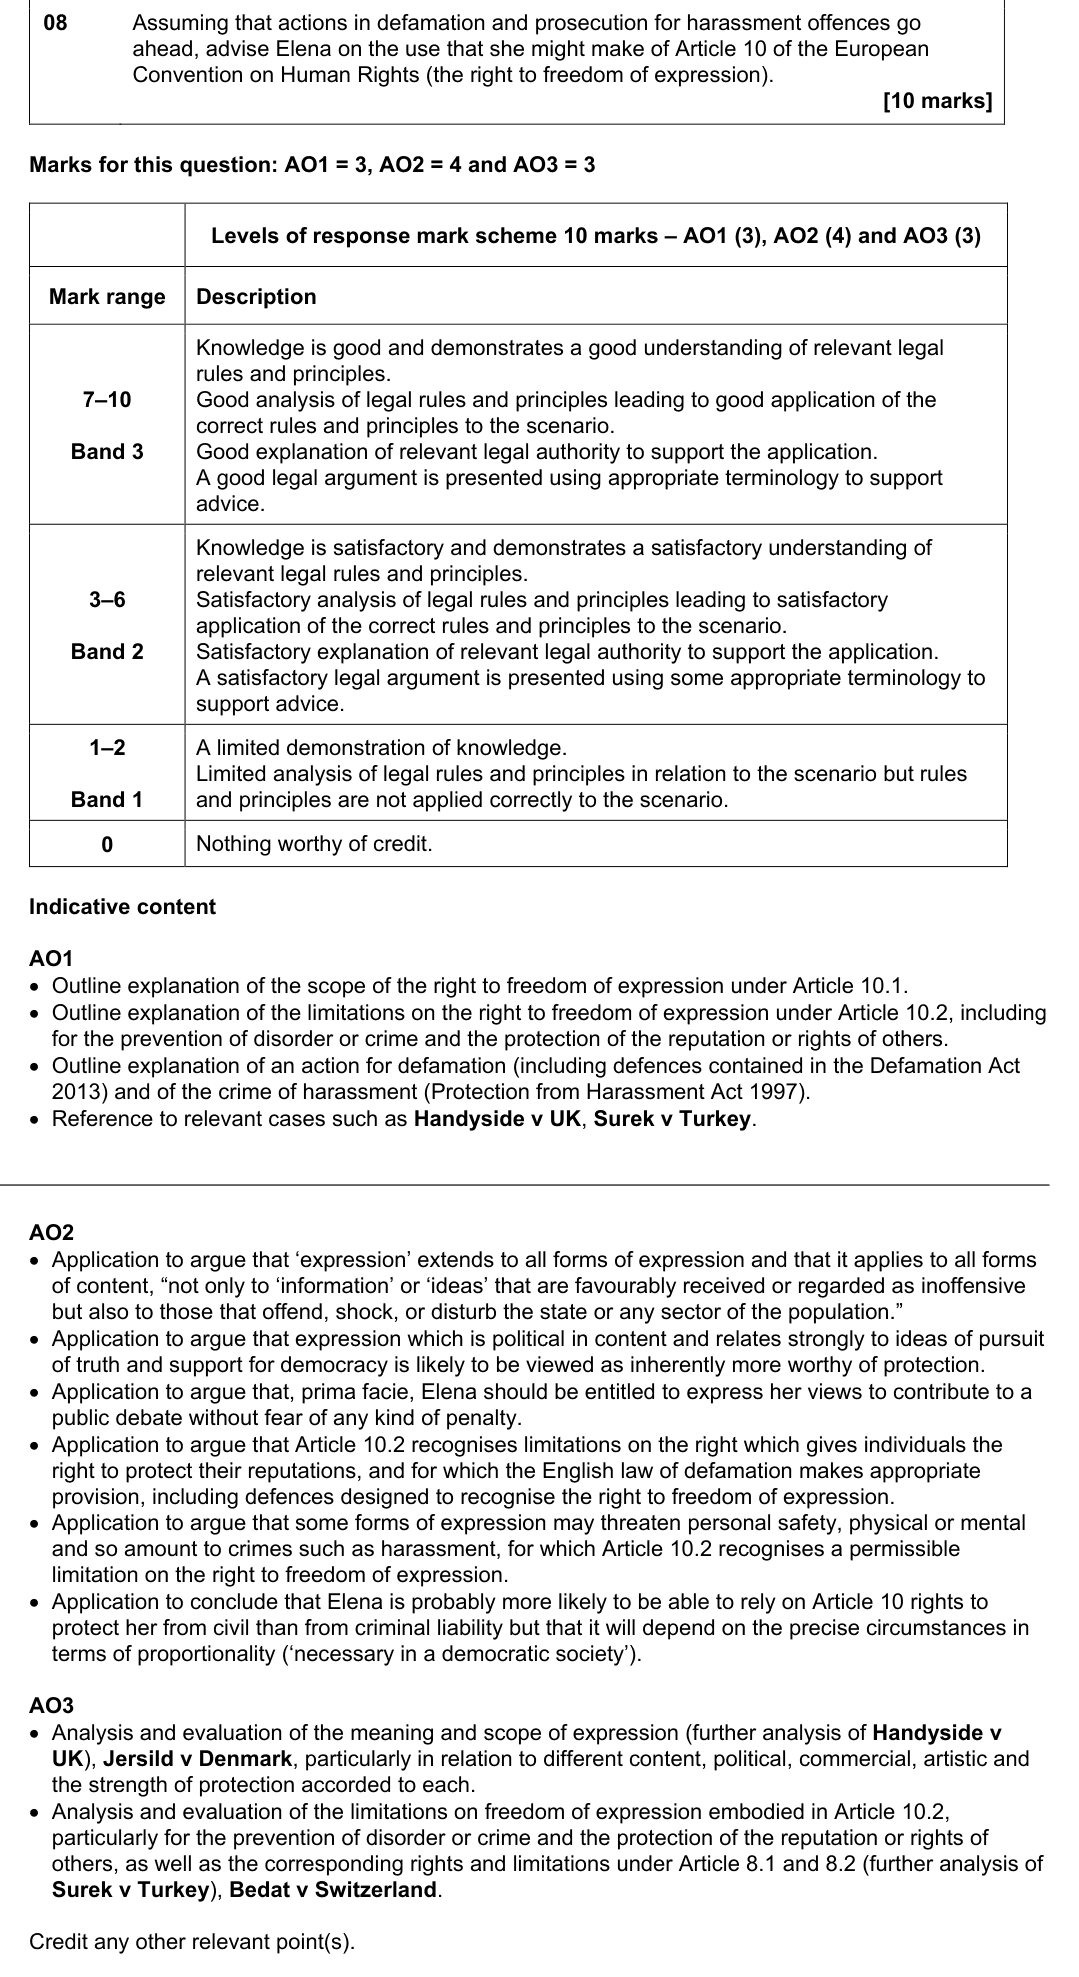 08 Assuming that actions in defamation and prosecution for harassment offences go
ahead, advise Elena on the use that she might make of Article 10 of the European
Convention on Human Rights (the right to freedom of expression).
[10 marks]
Marks for this question: AO1 = 3, AO2 = 4 and AO3 = 3
Levels of response mark scheme 10 marks – AO1 (3), AO2 (4) and AO3 (3)
Mark range Description
7–10
Band 3
Knowledge is good and demonstrates a good understanding of relevant legal
rules and principles.
Good analysis of legal rules and principles leading to good application of the
correct rules and principles to the scenario.
Good explanation of relevant legal authority to support the application.
A good legal argument is presented using appropriate terminology to support
advice.
3–6
Band 2
Knowledge is satisfactory and demonstrates a satisfactory understanding of
relevant legal rules and principles.
Satisfactory analysis of legal rules and principles leading to satisfactory
application of the correct rules and principles to the scenario.
Satisfactory explanation of relevant legal authority to support the application.
A satisfactory legal argument is presented using some appropriate terminology to
support advice.
1–2
Band 1
A limited demonstration of knowledge.
Limited analysis of legal rules and principles in relation to the scenario but rules
and principles are not applied correctly to the scenario.
0 Nothing worthy of credit.
Indicative content
AO1
• Outline explanation of the scope of the right to freedom of expression under Article 10.1.
• Outline explanation of the limitations on the right to freedom of expression under Article 10.2, including
for the prevention of disorder or crime and the protection of the reputation or rights of others.
• Outline explanation of an action for defamation (including defences contained in the Defamation Act
2013) and of the crime of harassment (Protection from Harassment Act 1997).
• Reference to relevant cases such as Handyside v UK, Surek v Turkey.
AO2
• Application to argue that ‘expression’ extends to all forms of expression and that it applies to all forms
of content, “not only to ‘information’ or ‘ideas’ that are favourably received or regarded as inoffensive
but also to those that offend, shock, or disturb the state or any sector of the population.”
• Application to argue that expression which is political in content and relates strongly to ideas of pursuit
of truth and support for democracy is likely to be viewed as inherently more worthy of protection.
• Application to argue that, prima facie, Elena should be entitled to express her views to contribute to a
public debate without fear of any kind of penalty.
• Application to argue that Article 10.2 recognises limitations on the right which gives individuals the
right to protect their reputations, and for which the English law of defamation makes appropriate
provision, including defences designed to recognise the right to freedom of expression.
• Application to argue that some forms of expression may threaten personal safety, physical or mental
and so amount to crimes such as harassment, for which Article 10.2 recognises a permissible
limitation on the right to freedom of expression.
• Application to conclude that Elena is probably more likely to be able to rely on Article 10 rights to
protect her from civil than from criminal liability but that it will depend on the precise circumstances in
terms of proportionality (‘necessary in a democratic society’).
AO3
• Analysis and evaluation of the meaning and scope of expression (further analysis of Handyside v
UK), Jersild v Denmark, particularly in relation to different content, political, commercial, artistic and
the strength of protection accorded to each.
• Analysis and evaluation of the limitations on freedom of expression embodied in Article 10.2,
particularly for the prevention of disorder or crime and the protection of the reputation or rights of
others, as well as the corresponding rights and limitations under Article 8.1 and 8.2 (further analysis of
Surek v Turkey), Bedat v Switzerland.
Credit any other relevant point(s).